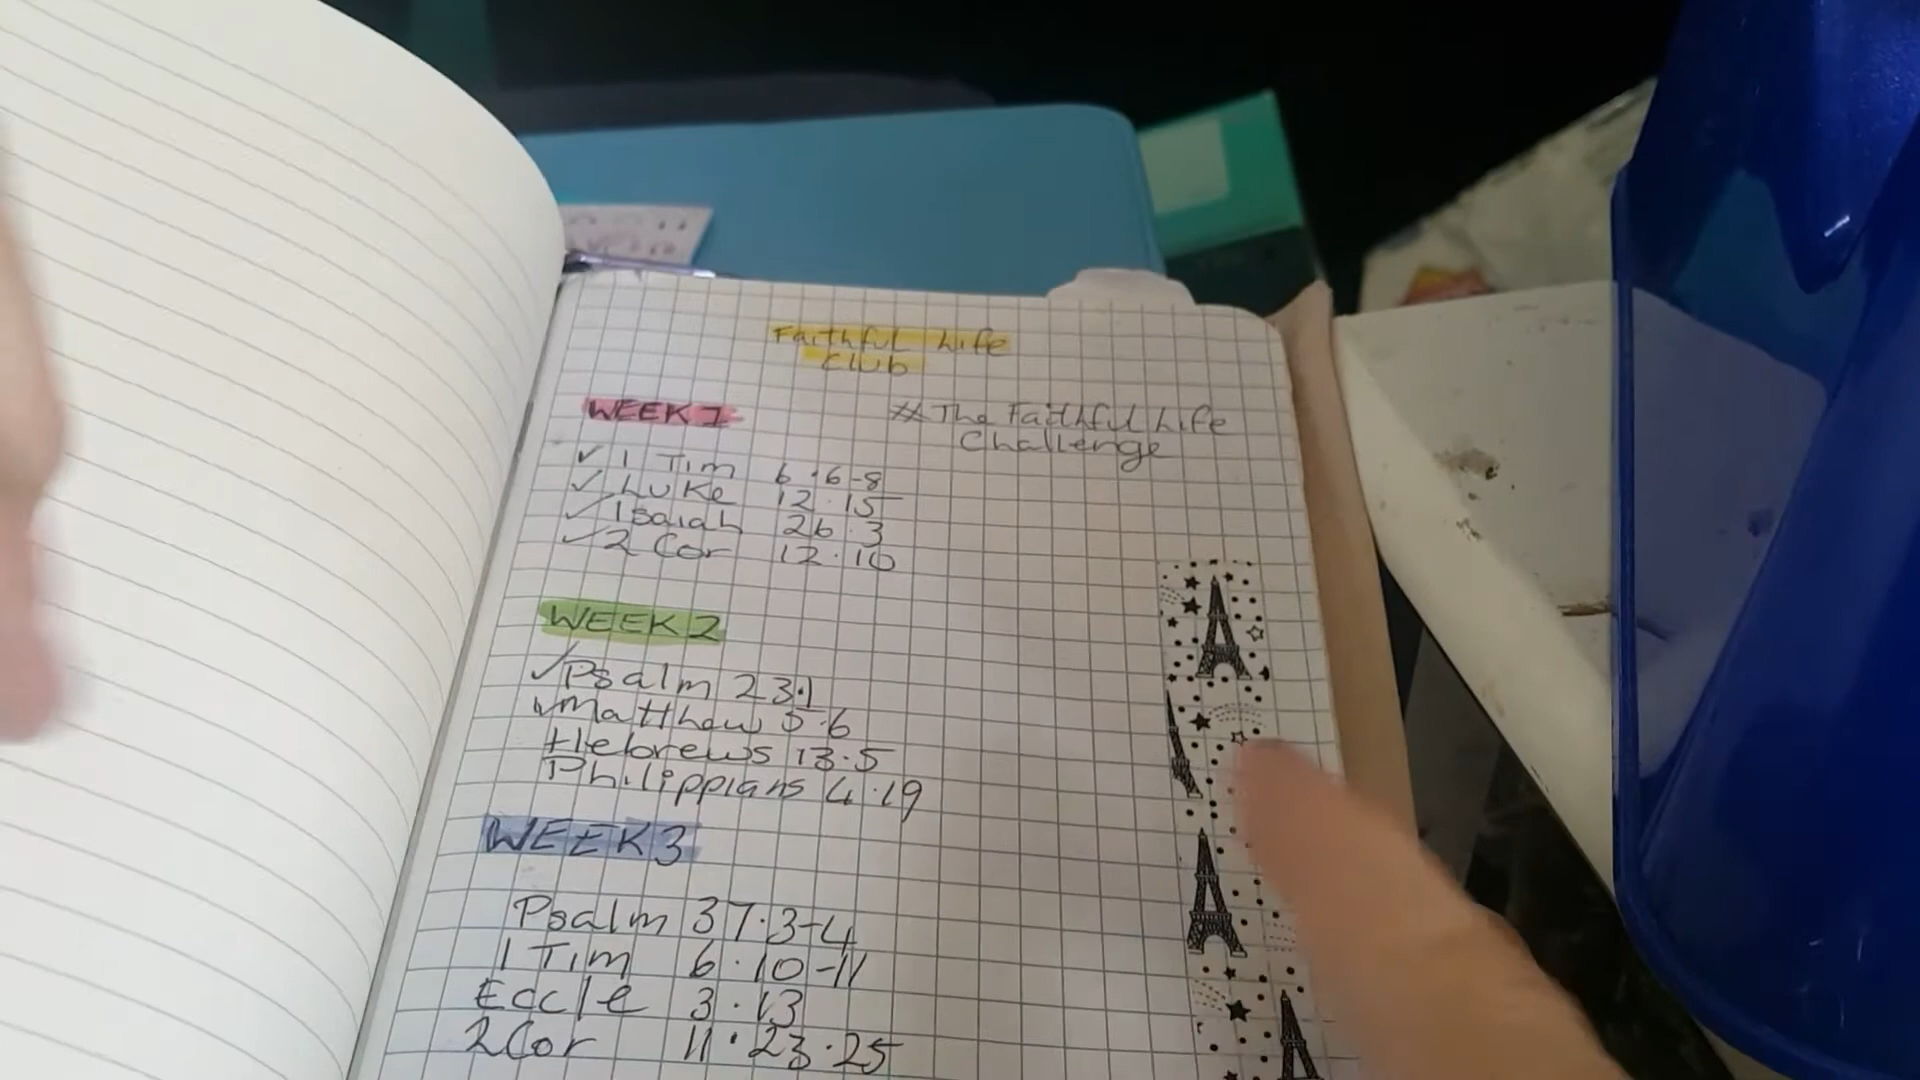 Faithful Life
Club
WEEK 1
# The Faithful Life
Challenge
✓ 1 Tim 6.6-8
✓ Luke 12.15
✓ Isaiah 26.3
✓ 2 Cor 12.10
WEEK 2
✓ Psalm 23.1
✓ Matthew 5.6
Hebrews 13.5
Philippians 4.19
WEEK 3
Psalm 37.3-4
1 Tim 6.10-11
Eccle 3.13
2 Cor 11.23.25